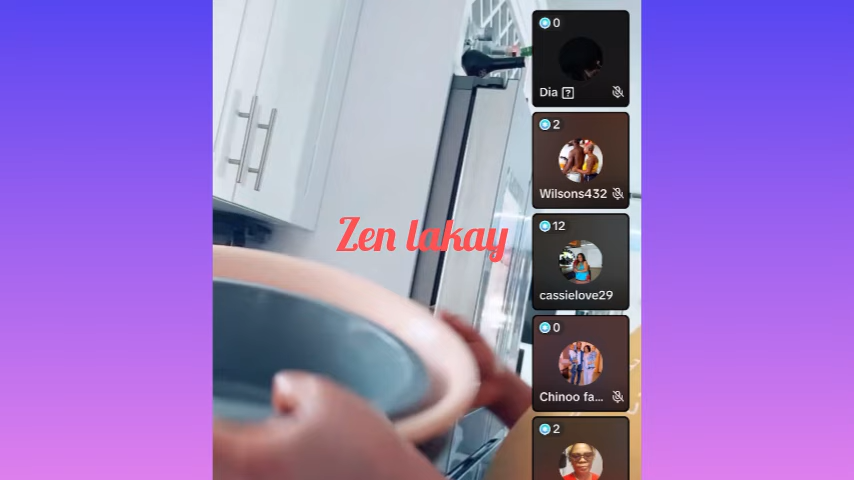 Zen lakay
0
Dia ?
2
Wilsons432
12
cassielove29
0
Chinoo fa...
2